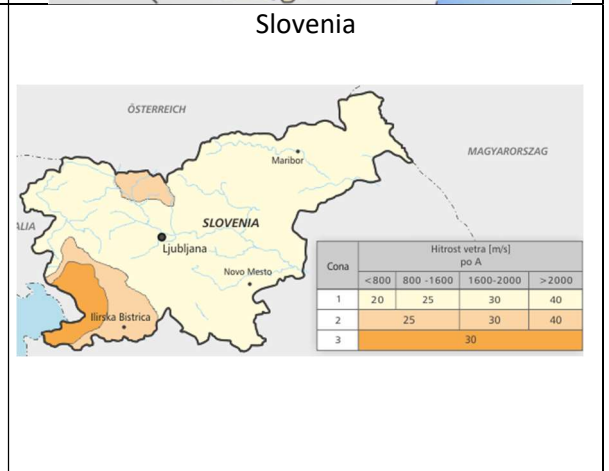 Slovenia
ÖSTERREICH
MAGYARORSZAG
Maribor
SLOVENIA
ALIA
Ljubljana
Novo Mesto
Ilirska Bistrica
Cona
Hitrost vetra [m/s]
po A
<800 800 -1600 1600-2000 >2000
1 20 25 30 40
2 25 30 40
3 30